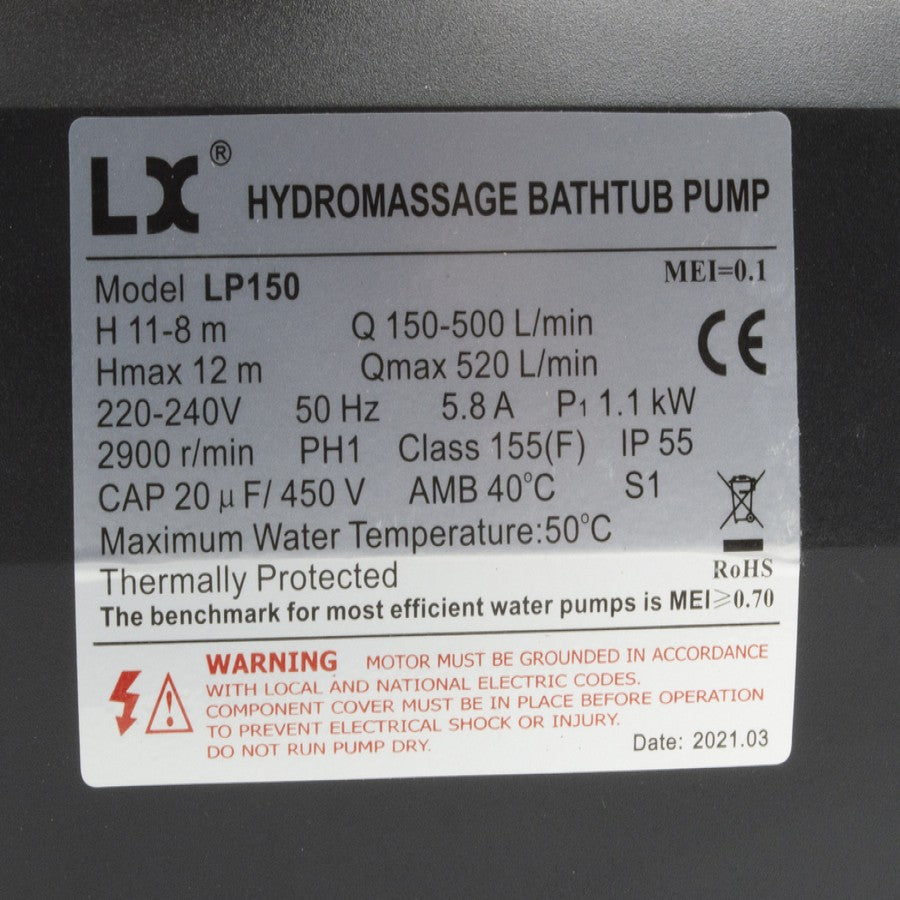 LX®
HYDROMASSAGE BATHTUB PUMP
MEI=0.1
Model LP150
H 11-8 m Q 150-500 L/min
Hmax 12 m Qmax 520 L/min
CE
220-240V 50 Hz 5.8 A P1 1.1 kW
2900 r/min PH1 Class 155(F) IP 55
CAP 20 μF/ 450 V AMB 40°C S1
Maximum Water Temperature:50°C
Thermally Protected
RoHS
The benchmark for most efficient water pumps is MEI≥0.70
WARNING MOTOR MUST BE GROUNDED IN ACCORDANCE
WITH LOCAL AND NATIONAL ELECTRIC CODES.
COMPONENT COVER MUST BE IN PLACE BEFORE OPERATION
TO PREVENT ELECTRICAL SHOCK OR INJURY.
DO NOT RUN PUMP DRY.
Date: 2021.03